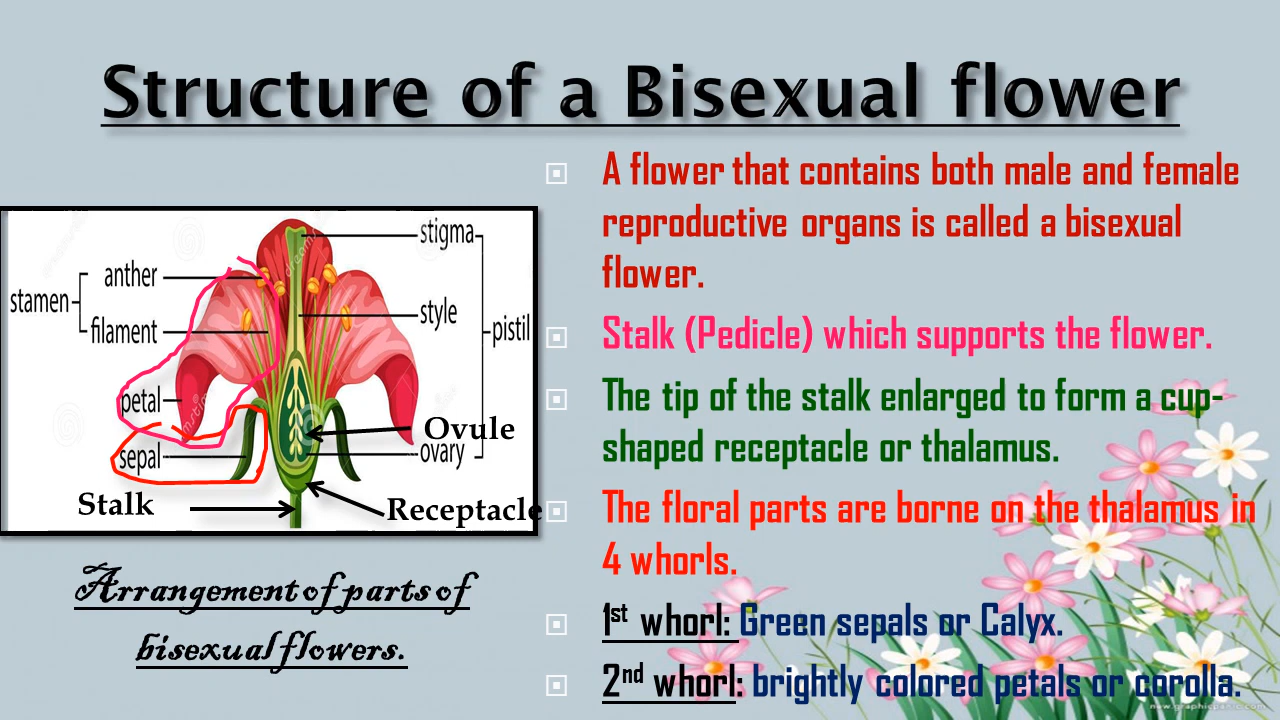 Structure of a Bisexual flower
stigma
anther
stamen
filament
style
pistil
petal
Ovule
sepal
ovary
Stalk
Receptacle
Arrangement of parts of
bisexual flowers.
A flower that contains both male and female
reproductive organs is called a bisexual
flower.
Stalk (Pedicle) which supports the flower.
The tip of the stalk enlarged to form a cup-
shaped receptacle or thalamus.
The floral parts are borne on the thalamus in
4 whorls.
1st whorl: Green sepals or Calyx.
2nd whorl: brightly colored petals or corolla.